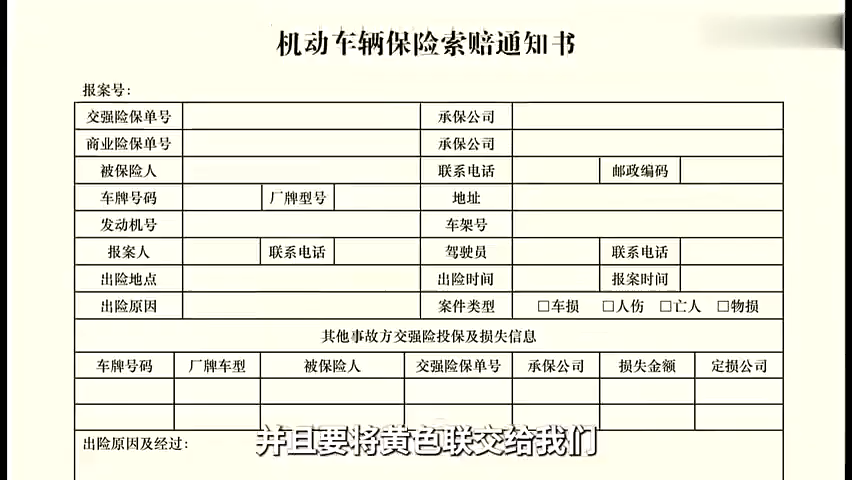 机动车辆保险索赔通知书
报案号：
交强险保单号 承保公司
商业险保单号 承保公司
被保险人 联系电话 邮政编码
车牌号码 厂牌型号 地址
发动机号 车架号
报案人 联系电话 驾驶员 联系电话
出险地点 出险时间 报案时间
出险原因 案件类型 □车损 □人伤 □亡人 □物损
其他事故方交强险投保及损失信息
车牌号码 厂牌车型 被保险人 交强险保单号 承保公司 损失金额 定损公司
出险原因及经过：
并且要将黄色联交给我们